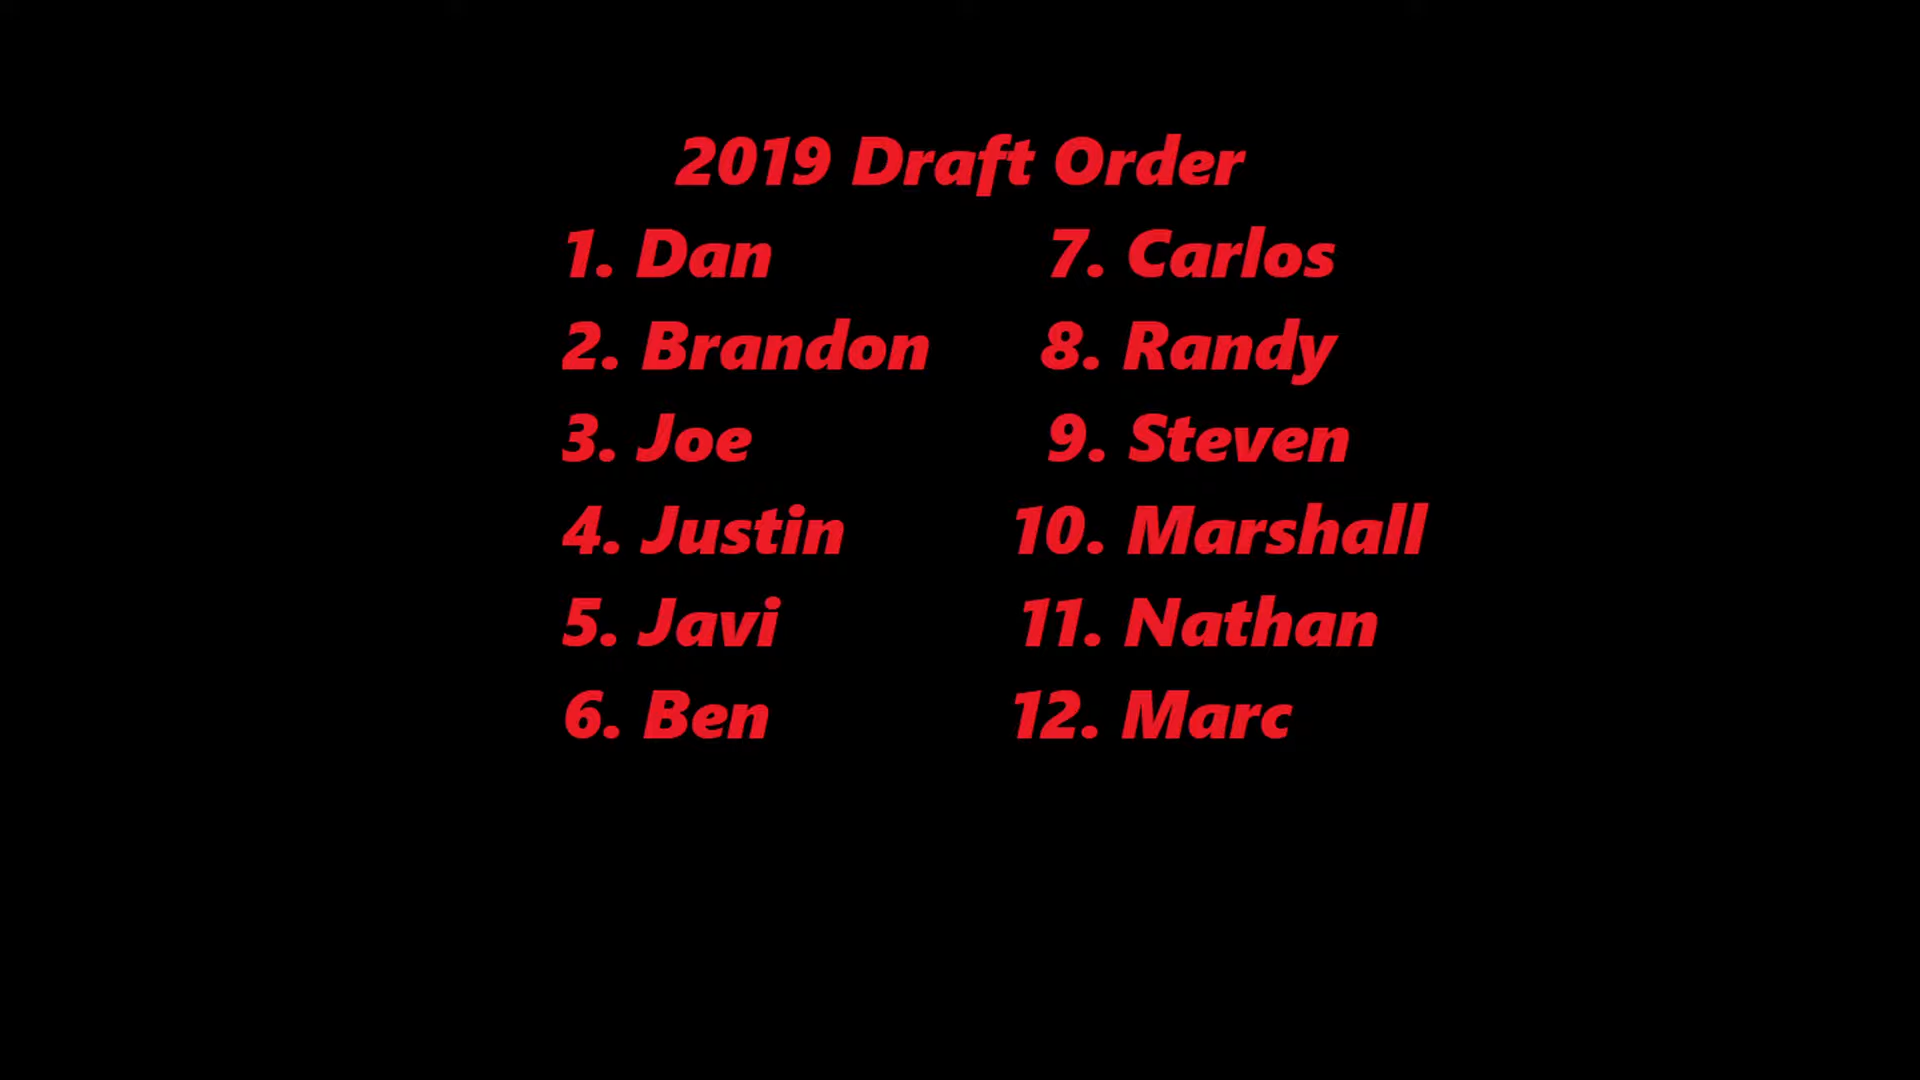 2019 Draft Order
1. Dan
2. Brandon
3. Joe
4. Justin
5. Javi
6. Ben
7. Carlos
8. Randy
9. Steven
10. Marshall
11. Nathan
12. Marc